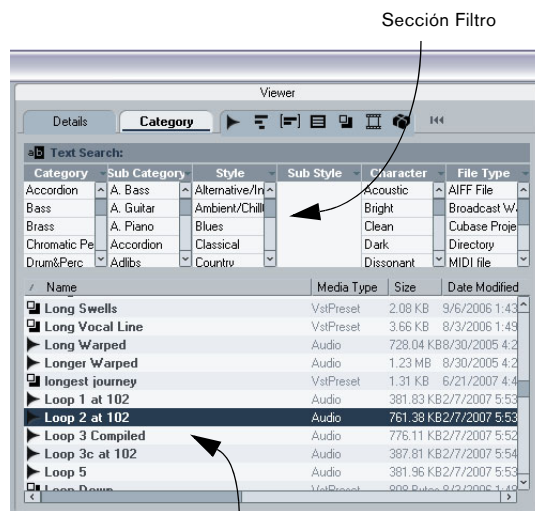 Sección Filtro
Viewer
Details Category
ab Text Search:
Category Sub Category Style Sub Style Character File Type
Accordion A. Bass Alternative/In Acoustic AIFF File
Bass A. Guitar Ambient/Chill Bright Broadcast W
Brass A. Piano Blues Clean Cubase Proje
Chromatic Pe Accordion Classical Dark Directory
Drum&Perc Adlibs Country Dissonant MIDI file
/ Name Media Type Size Date Modified
Long Swells VstPreset 2.08 KB 9/6/2006 1:43
Long Vocal Line VstPreset 3.66 KB 8/3/2006 1:49
Long Warped Audio 728.04 KB 8/30/2005 4:2
Longer Warped Audio 1.23 MB 8/30/2005 4:2
longest journey VstPreset 1.31 KB 6/21/2007 4:4
Loop 1 at 102 Audio 381.83 KB 2/7/2007 5:53
Loop 2 at 102 Audio 761.38 KB 2/7/2007 5:53
Loop 3 Compiled Audio 776.11 KB 2/7/2007 5:52
Loop 3c at 102 Audio 387.81 KB 2/7/2007 5:54
Loop 5 Audio 381.96 KB 2/7/2007 5:53
Loop Down VstPreset